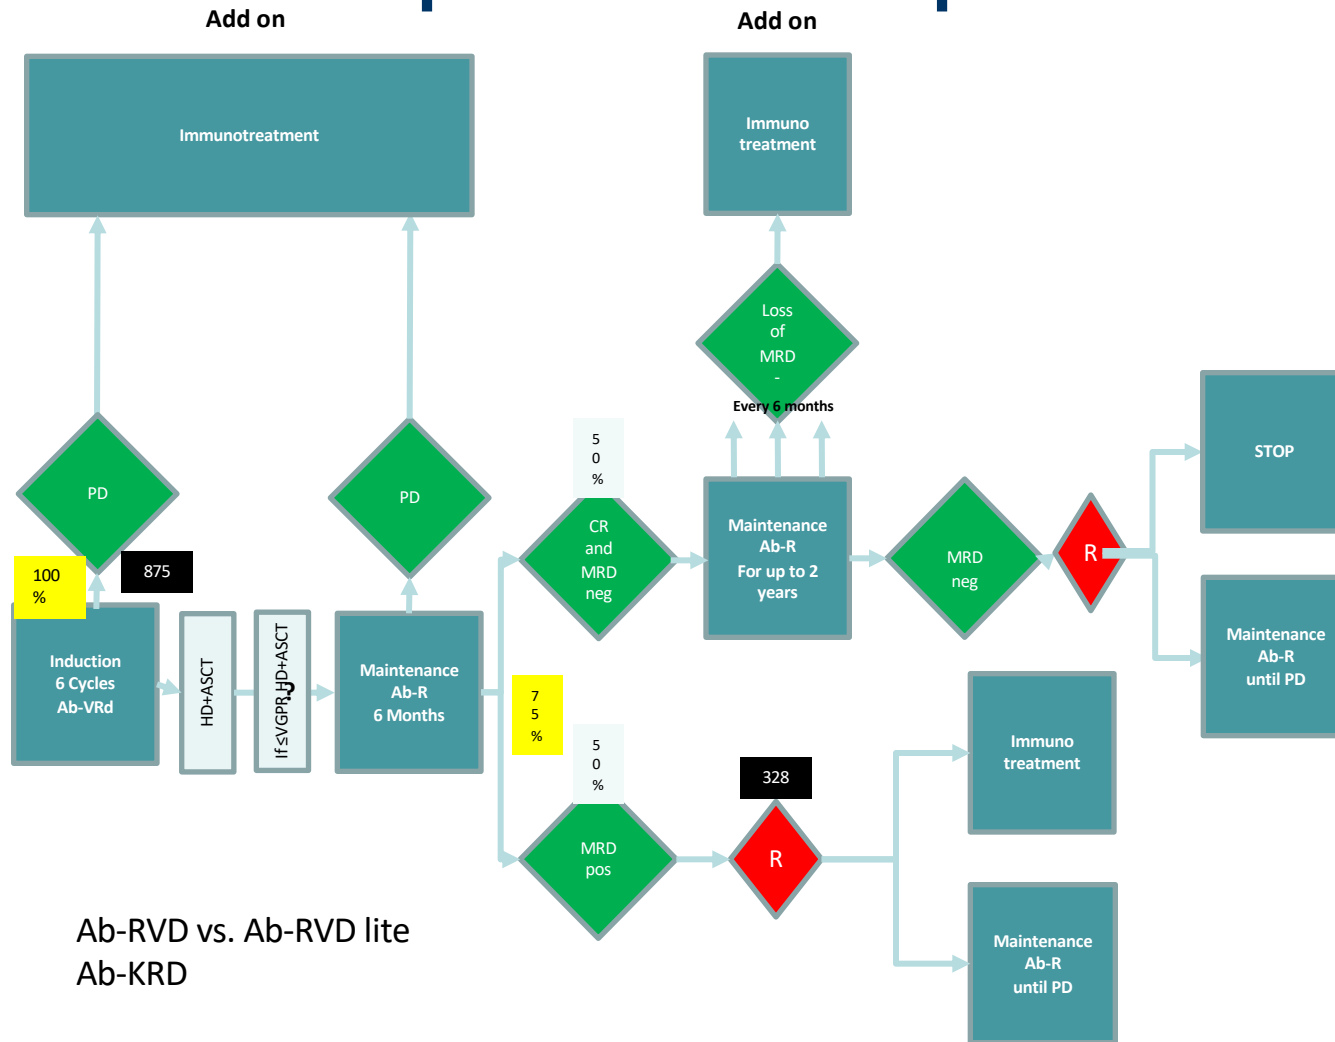 Add on
Add on
Immunotreatment
Immuno
treatment
Loss
of
MRD
-
Every 6 months
PD
PD
5
0
%
CR
and
MRD
neg
Maintenance
Ab-R
For up to 2
years
MRD
neg
R
STOP
Maintenance
Ab-R
until PD
100
%
875
Induction
6 Cycles
Ab-VRd
HD+ASCT
If ≤VGPR HD+ASCT
?
Maintenance
Ab-R
6 Months
7
5
%
5
0
%
MRD
pos
328
R
Immuno
treatment
Maintenance
Ab-R
until PD
Ab-RVD vs. Ab-RVD lite
Ab-KRD